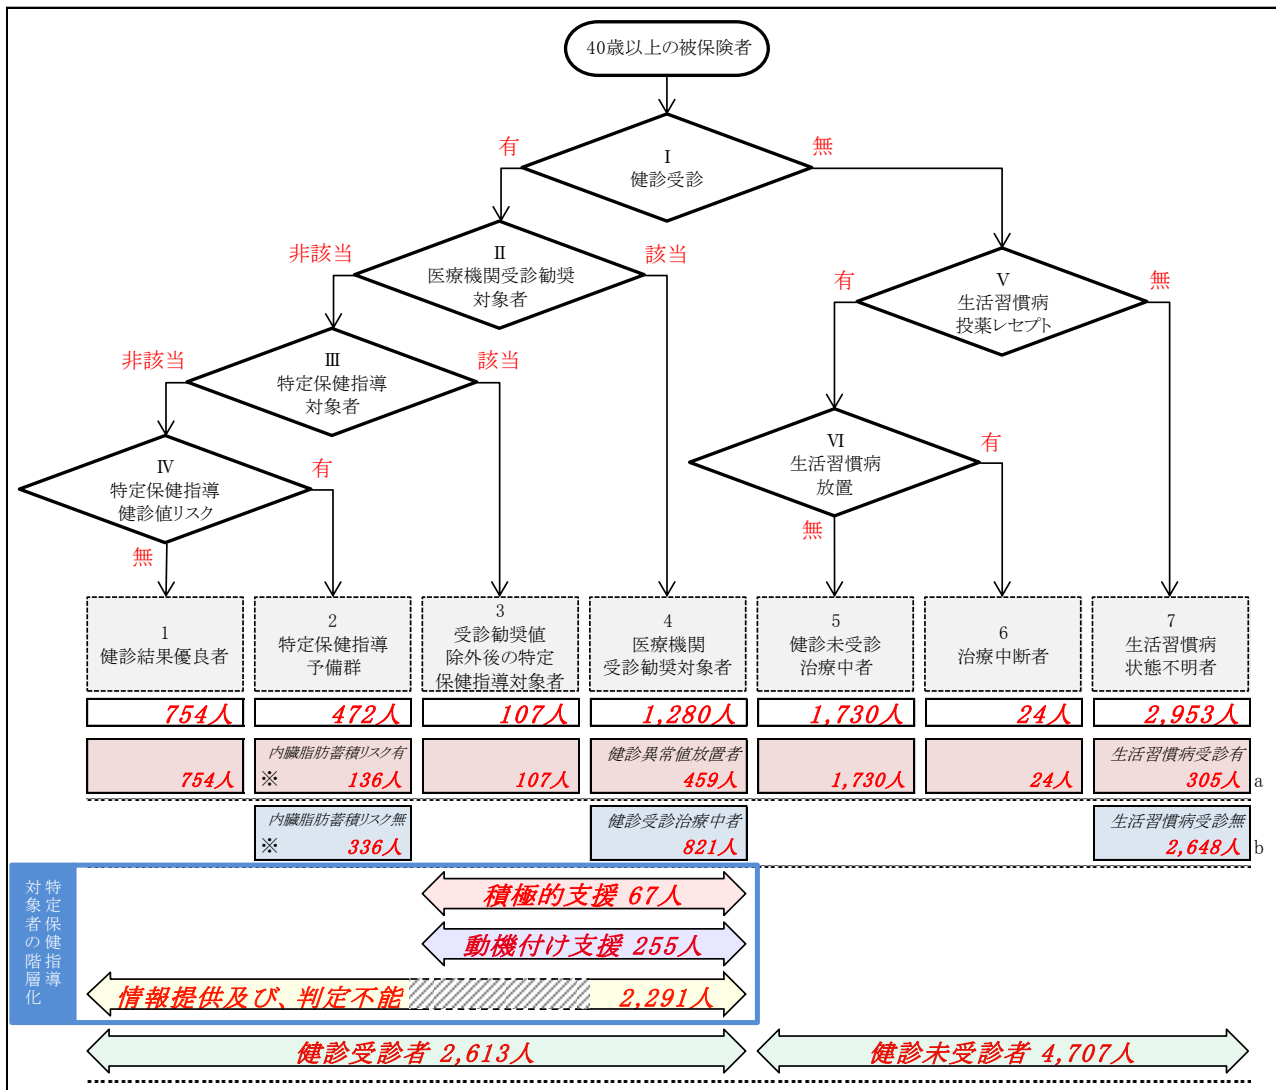 40歳以上の被保険者
Ⅰ
健診受診
有
無
Ⅱ
医療機関受診勧奨
対象者
非該当
該当
Ⅴ
生活習慣病
投薬レセプト
有
無
Ⅲ
特定保健指導
対象者
非該当
該当
Ⅵ
生活習慣病
放置
有
無
Ⅳ
特定保健指導
健診値リスク
有
無
1
健診結果優良者
2
特定保健指導
予備群
3
受診勧奨値
除外後の特定
保健指導対象者
4
医療機関
受診勧奨対象者
5
健診未受診
治療中者
6
治療中断者
7
生活習慣病
状態不明者
754人
472人
107人
1,280人
1,730人
24人
2,953人
754人
内臓脂肪蓄積リスク有
※ 136人
107人
健診異常値放置者
459人
1,730人
24人
生活習慣病受診有
305人
a
内臓脂肪蓄積リスク無
※ 336人
健診受診治療中者
821人
生活習慣病受診無
2,648人
b
特定保健指導
対象者の階層化
積極的支援 67人
動機付け支援 255人
情報提供及び、判定不能 2,291人
健診受診者 2,613人
健診未受診者 4,707人